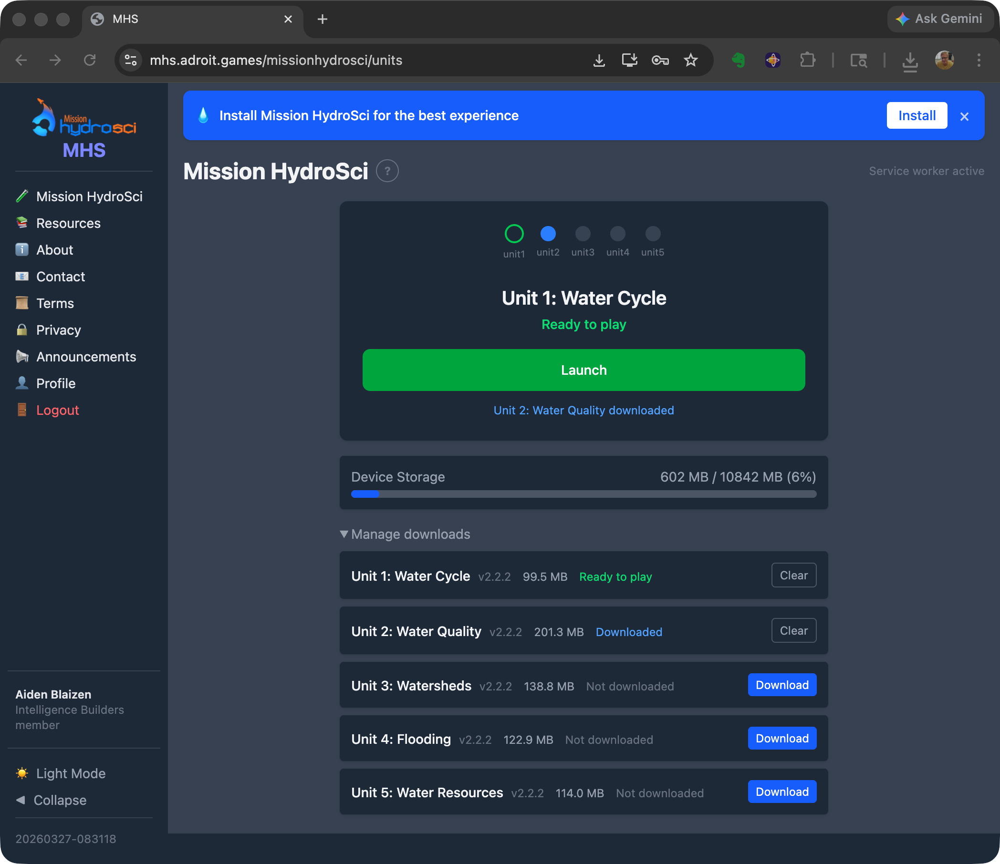 MHS
Ask Gemini
mhs.adroit.games/missionhydrosci/units
Mission
hydrosci
MHS
Mission HydroSci
Resources
About
Contact
Terms
Privacy
Announcements
Profile
Logout
Aiden Blaizen
Intelligence Builders
member
Light Mode
Collapse
20260327-083118
Install Mission HydroSci for the best experience
Install
Mission HydroSci ?
Service worker active
unit1 unit2 unit3 unit4 unit5
Unit 1: Water Cycle
Ready to play
Launch
Unit 2: Water Quality downloaded
Device Storage 602 MB / 10842 MB (6%)
Manage downloads
Unit 1: Water Cycle v2.2.2 99.5 MB Ready to play Clear
Unit 2: Water Quality v2.2.2 201.3 MB Downloaded Clear
Unit 3: Watersheds v2.2.2 138.8 MB Not downloaded Download
Unit 4: Flooding v2.2.2 122.9 MB Not downloaded Download
Unit 5: Water Resources v2.2.2 114.0 MB Not downloaded Download